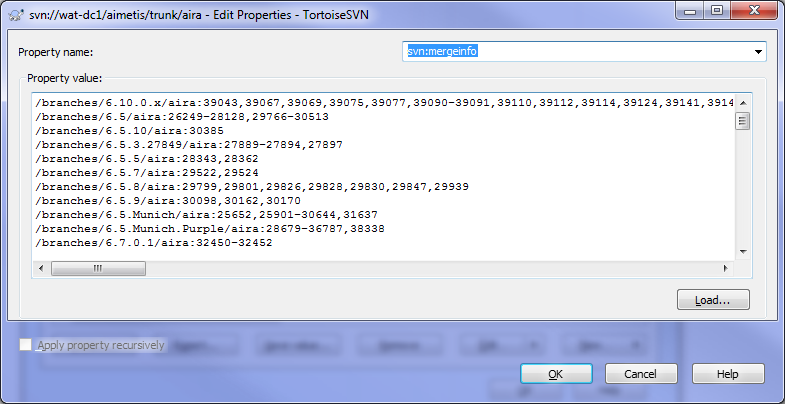 svn://wat-dc1/aimetis/trunk/aira - Edit Properties - TortoiseSVN
Property name:
svn:mergeinfo
Property value:
/branches/6.10.0.x/aira:39043,39067,39069,39075,39077,39090-39091,39110,39112,39114,39124,39141,3914
/branches/6.5/aira:26249-28128,29766-30513
/branches/6.5.10/aira:30385
/branches/6.5.3.27849/aira:27889-27894,27897
/branches/6.5.5/aira:28343,28362
/branches/6.5.7/aira:29522,29524
/branches/6.5.8/aira:29799,29801,29826,29828,29830,29847,29939
/branches/6.5.9/aira:30098,30162,30170
/branches/6.5.Munich/aira:25652,25901-30644,31637
/branches/6.5.Munich.Purple/aira:28679-36787,38338
/branches/6.7.0.1/aira:32450-32452
Load...
Apply property recursively
OK
Cancel
Help